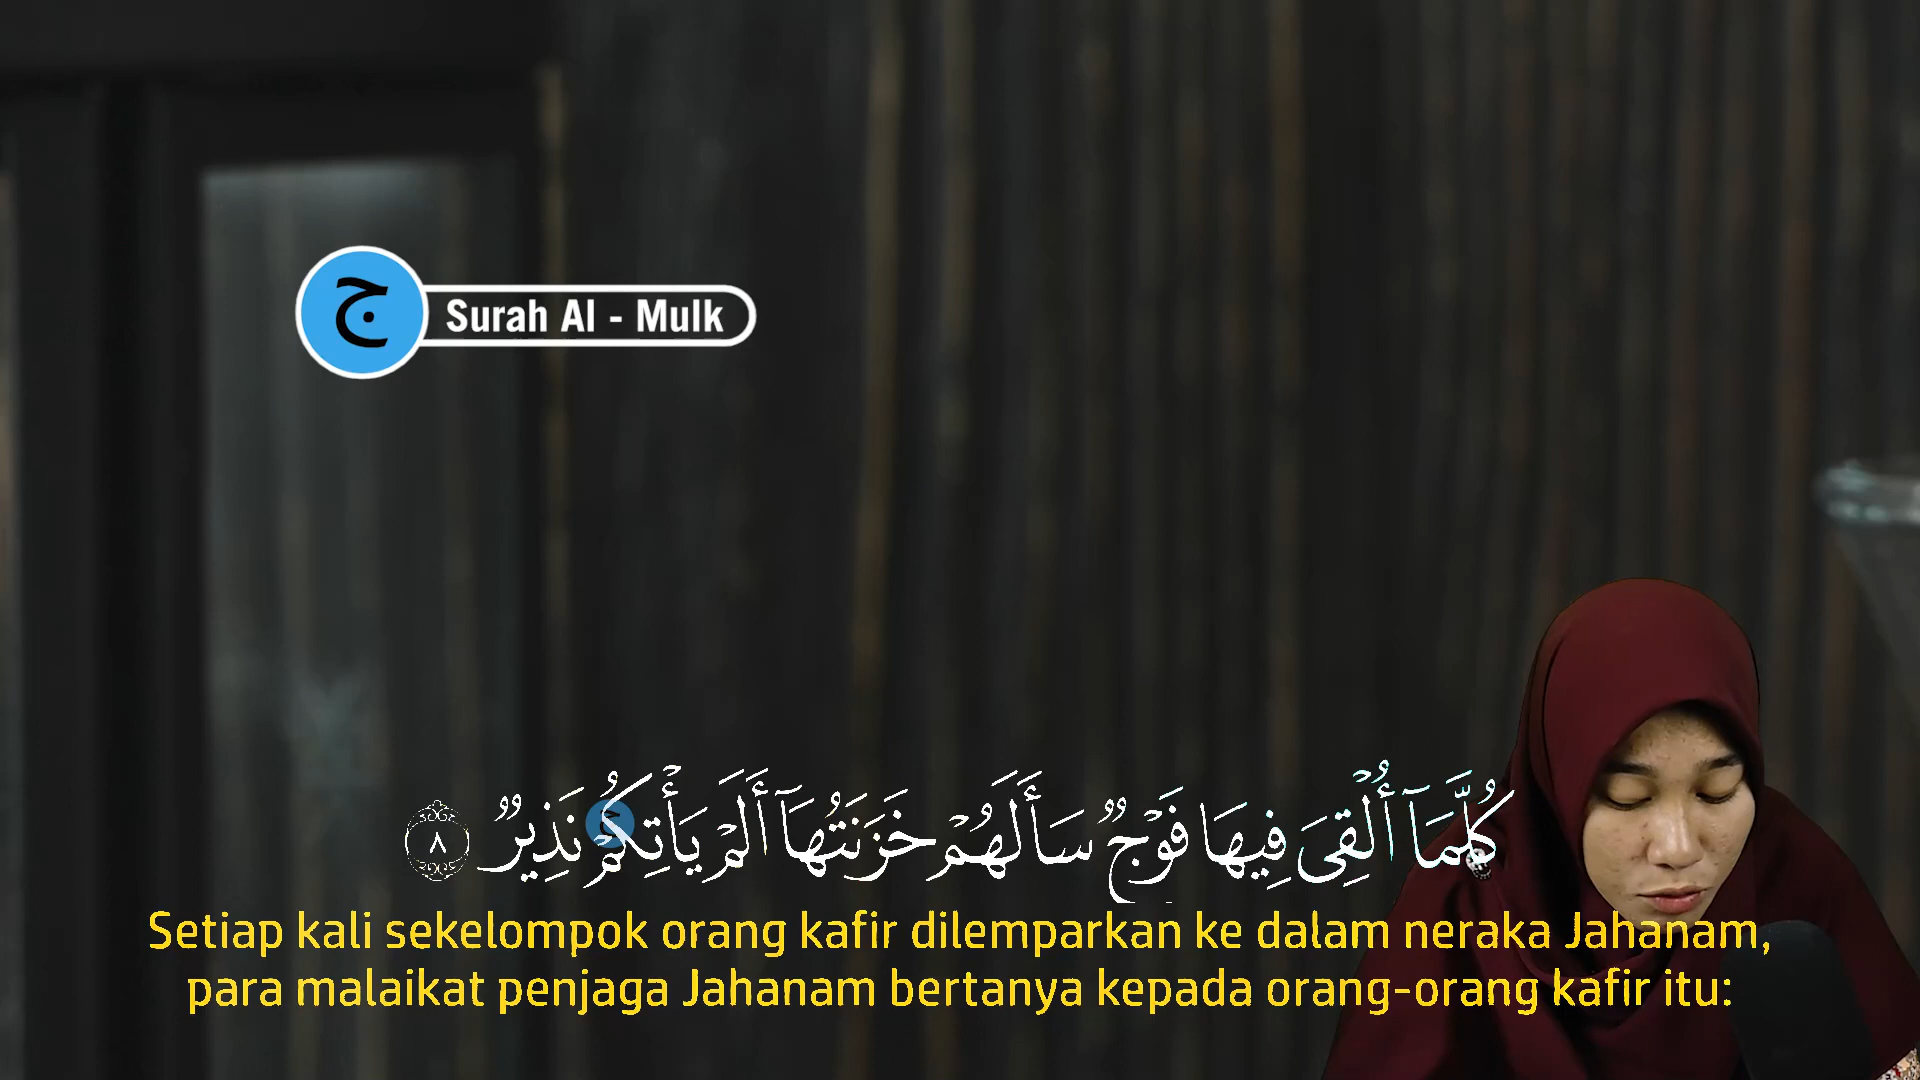 ج
Surah Al - Mulk
كُلَّمَآ أُلْقِىَ فِيهَا فَوْجٌ سَأَلَهُمْ خَزَنَتُهَآ أَلَمْ يَأْتِكُمْ نَذِيرٌ ٨
Setiap kali sekelompok orang kafir dilemparkan ke dalam neraka Jahanam,
para malaikat penjaga Jahanam bertanya kepada orang-orang kafir itu: